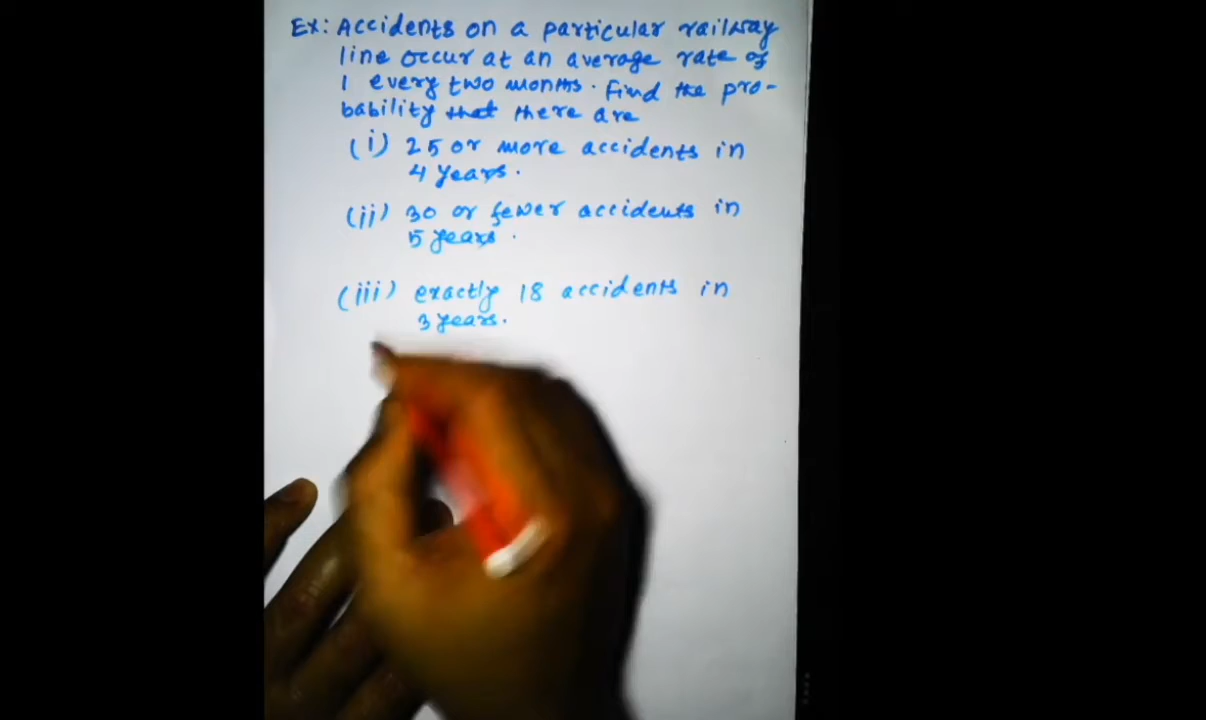 Ex: Accidents on a particular railway
line occur at an average rate of
1 every two months. Find the pro-
bability that there are
(i) 25 or more accidents in
4 years.
(ii) 30 or fewer accidents in
5 years.
(iii) exactly 18 accidents in
3 years.